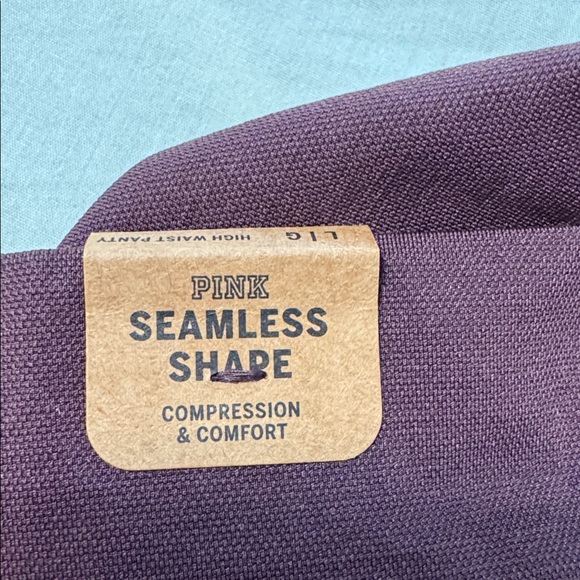 HIGH WAIST PANTY L|G
PINK
SEAMLESS
SHAPE
COMPRESSION
& COMFORT